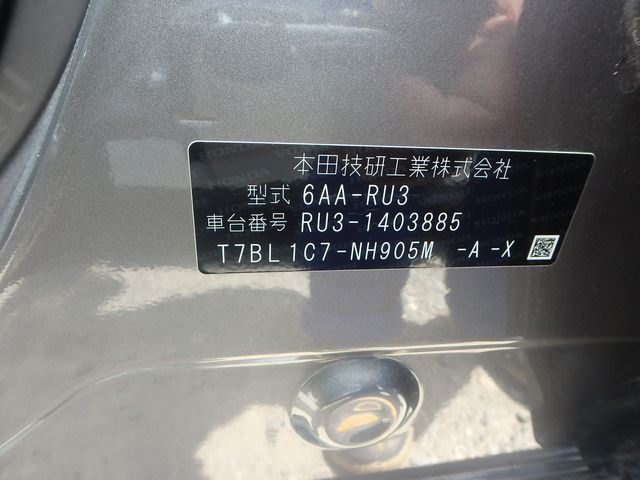 本田技研工業株式会社
型式 6AA-RU3
車台番号 RU3-1403885
T7BL1C7-NH905M -A-X